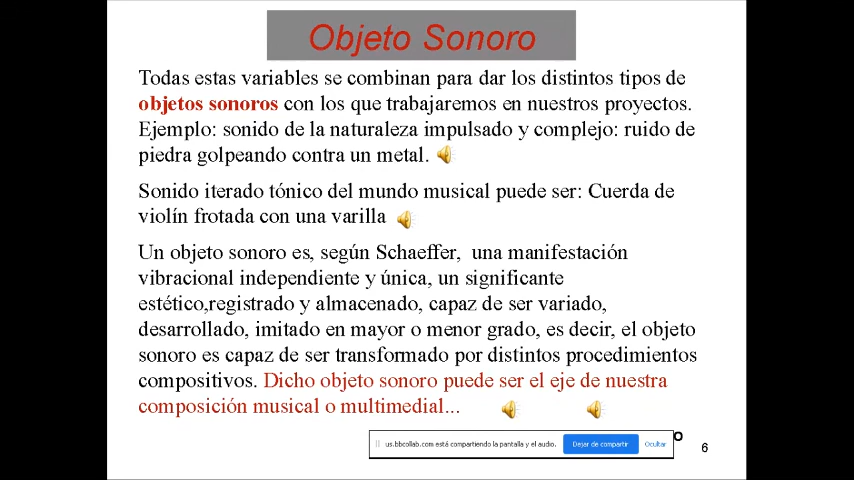 Objeto Sonoro
Todas estas variables se combinan para dar los distintos tipos de
objetos sonoros con los que trabajaremos en nuestros proyectos.
Ejemplo: sonido de la naturaleza impulsado y complejo: ruido de
piedra golpeando contra un metal.
Sonido iterado tónico del mundo musical puede ser: Cuerda de
violín frotada con una varilla
Un objeto sonoro es, según Schaeffer, una manifestación
vibracional independiente y única, un significante
estético,registrado y almacenado, capaz de ser variado,
desarrollado, imitado en mayor o menor grado, es decir, el objeto
sonoro es capaz de ser transformado por distintos procedimientos
compositivos. Dicho objeto sonoro puede ser el eje de nuestra
composición musical o multimedial...
us.bbcollab.com está compartiendo la pantalla y el audio. Dejar de compartir Ocultar
6